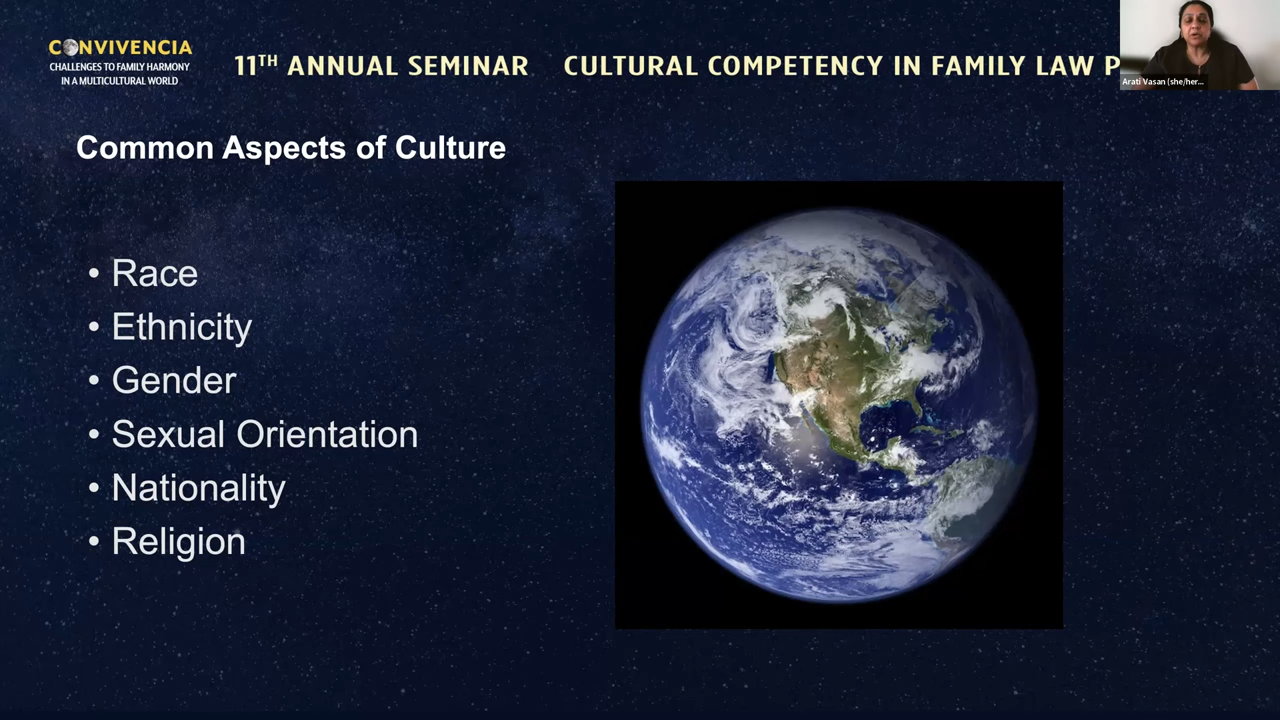 CONVIVENCIA
CHALLENGES TO FAMILY HARMONY
IN A MULTICULTURAL WORLD
11TH ANNUAL SEMINAR CULTURAL COMPETENCY IN FAMILY LAW P
Arati Vasan (she/her...
Common Aspects of Culture
• Race
• Ethnicity
• Gender
• Sexual Orientation
• Nationality
• Religion